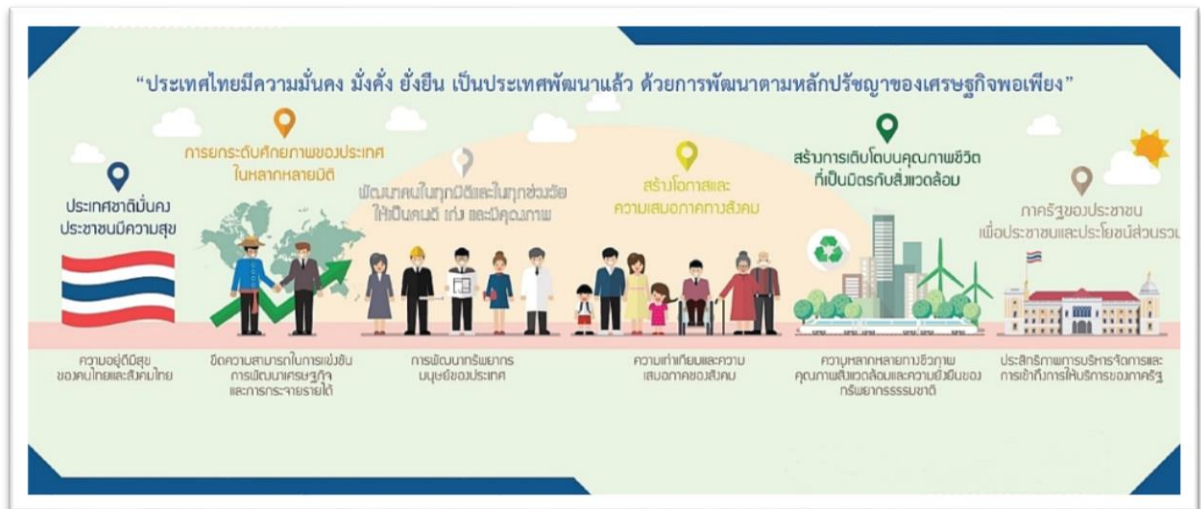 “ประเทศไทยมีความมั่นคง มั่งคั่ง ยั่งยืน เป็นประเทศพัฒนาแล้ว ด้วยการพัฒนาตามหลักปรัชญาของเศรษฐกิจพอเพียง”
ประเทศชาติมั่นคง
ประชาชนมีความสุข
การยกระดับศักยภาพของประเทศ
ในหลากหลายมิติ
พัฒนาคนในทุกมิติและในทุกช่วงวัย
ให้เป็นคนดี เก่ง และมีคุณภาพ
สร้างโอกาสและ
ความเสมอภาคทางสังคม
สร้างการเติบโตบนคุณภาพชีวิต
ที่เป็นมิตรกับสิ่งแวดล้อม
ภาครัฐของประชาชน
เพื่อประชาชนและประโยชน์ส่วนรวม
ความอยู่ดีมีสุข
ของคนไทยและสังคมไทย
ขีดความสามารถในการแข่งขัน
การพัฒนาเศรษฐกิจ
และการกระจายรายได้
การพัฒนาทรัพยากร
มนุษย์ของประเทศ
ความเท่าเทียมและความ
เสมอภาคของสังคม
ความหลากหลายทางชีวภาพ
คุณภาพสิ่งแวดล้อมและความยั่งยืนของ
ทรัพยากรธรรมชาติ
ประสิทธิภาพการบริหารจัดการและ
การเข้าถึงการให้บริการของภาครัฐ